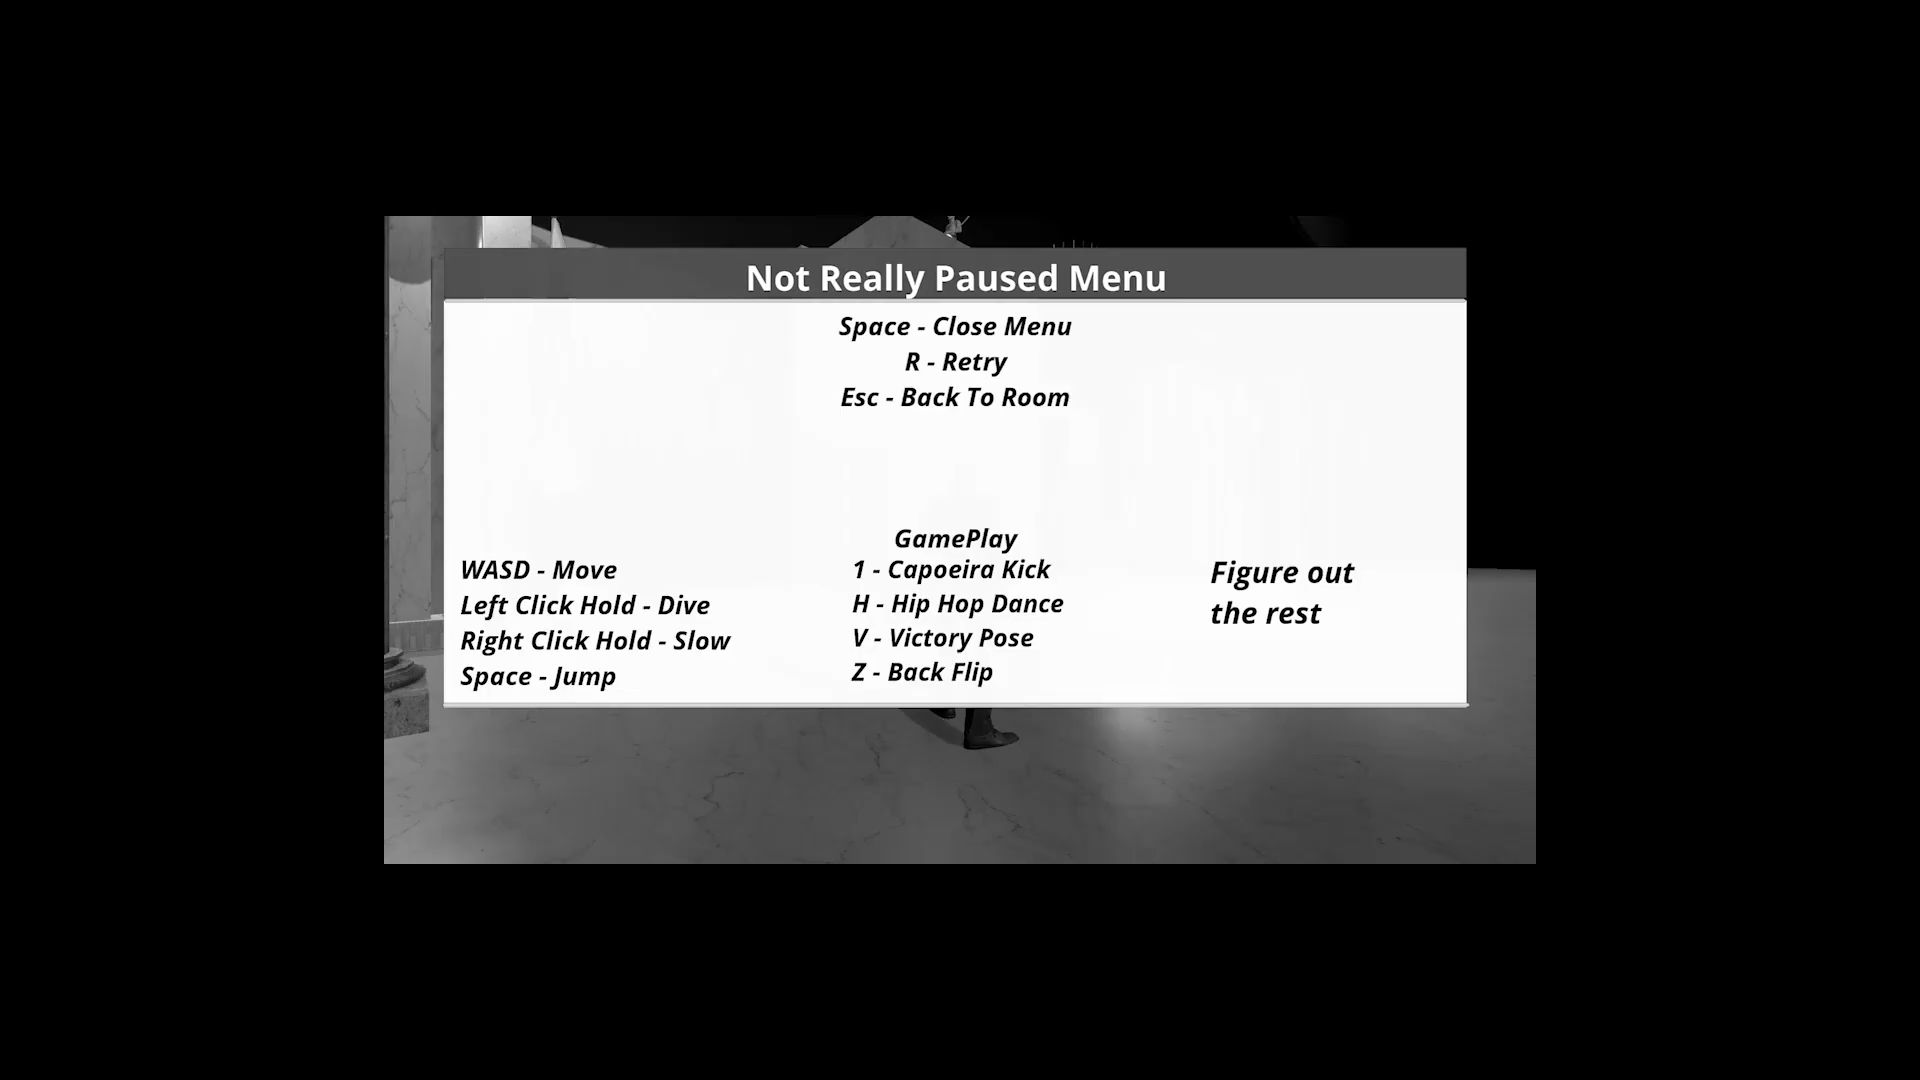 Not Really Paused Menu
Space - Close Menu
R - Retry
Esc - Back To Room
GamePlay
WASD - Move
Left Click Hold - Dive
Right Click Hold - Slow
Space - Jump
1 - Capoeira Kick
H - Hip Hop Dance
V - Victory Pose
Z - Back Flip
Figure out
the rest